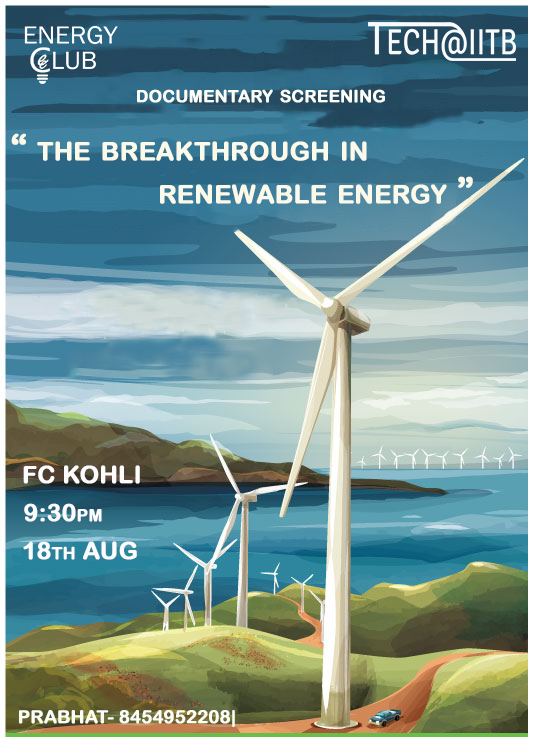 ENERGY
CLUB
TECH@IITB
DOCUMENTARY SCREENING
“ THE BREAKTHROUGH IN
RENEWABLE ENERGY ”
FC KOHLI
9:30PM
18TH AUG
PRABHAT- 8454952208|